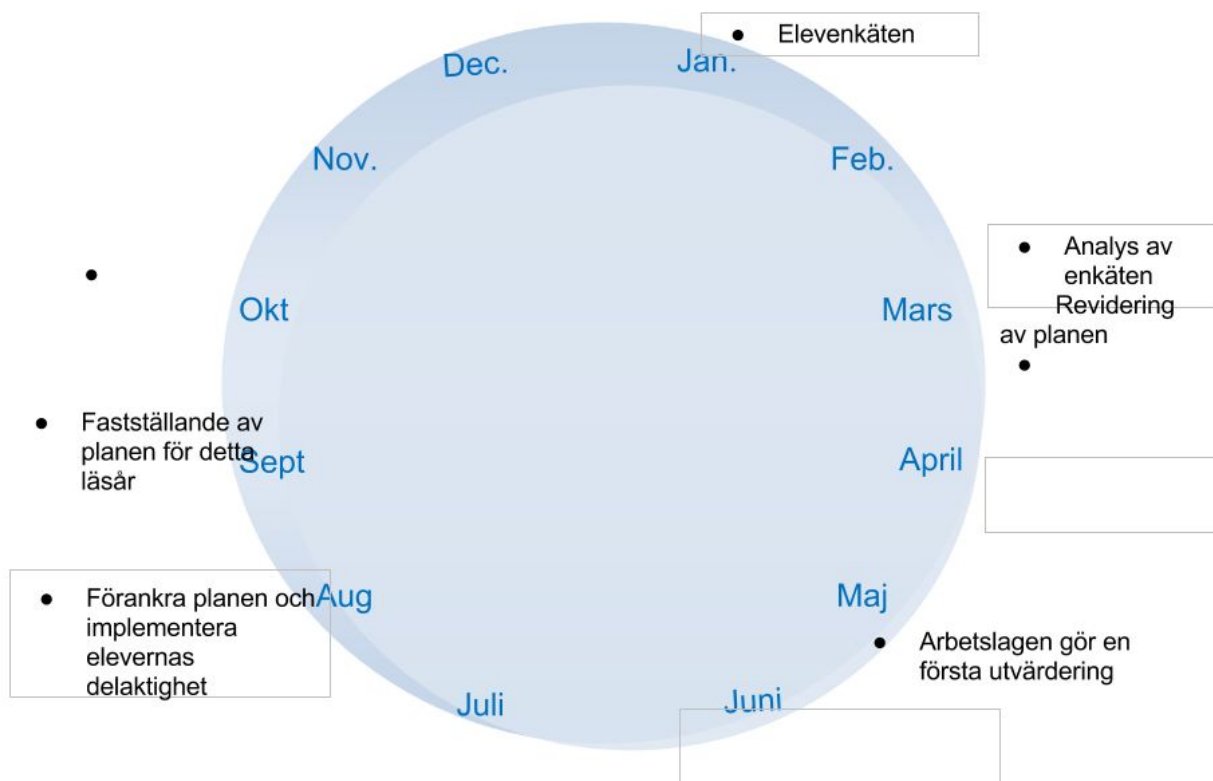 ● Elevenkäten
Dec.
Jan.
Nov.
Feb.
● Analys av
enkäten
Revidering
av planen
●
●
Okt
Mars
● Fastställande av
planen för detta
läsår
Sept
April
● Förankra planen och
implementera
elevernas
delaktighet
Aug
Maj
● Arbetslagen gör en
första utvärdering
Juli
Juni